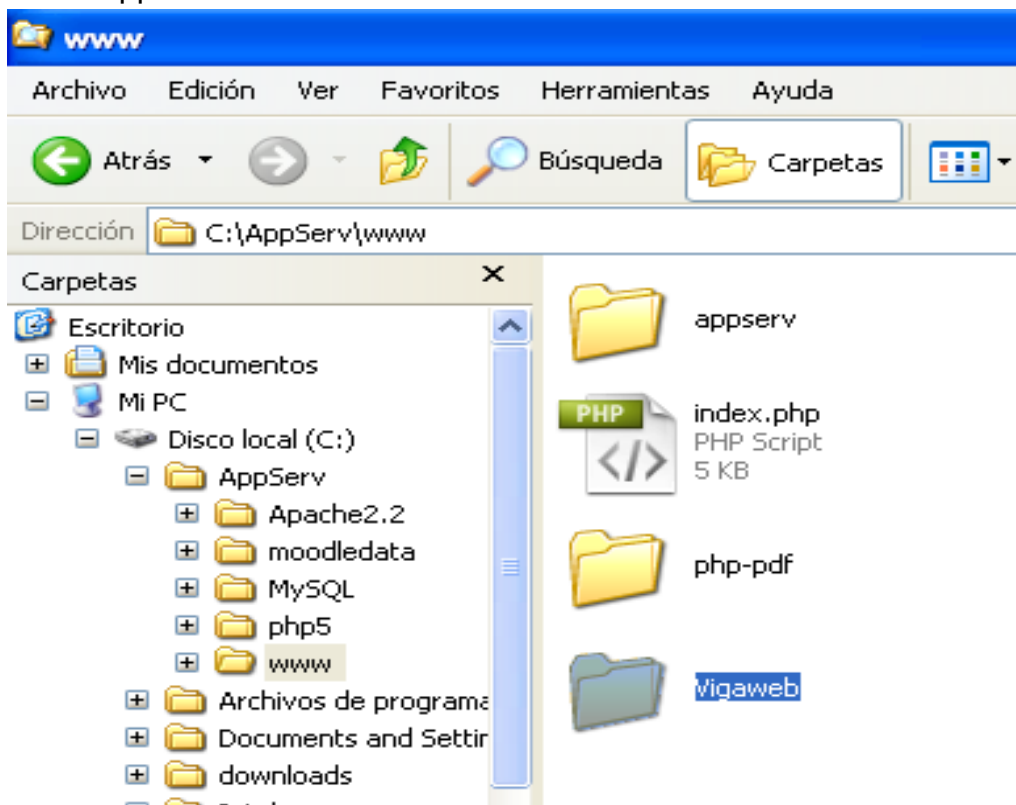 www
Archivo Edición Ver Favoritos Herramientas Ayuda
Atrás Búsqueda Carpetas
Dirección C:\AppServ\www
Carpetas
Escritorio
Mis documentos
Mi PC
Disco local (C:)
AppServ
Apache2.2
moodledata
MySQL
php5
www
Archivos de programa
Documents and Settin
downloads
appserv
PHP
index.php
PHP Script
5 KB
php-pdf
Vigaweb